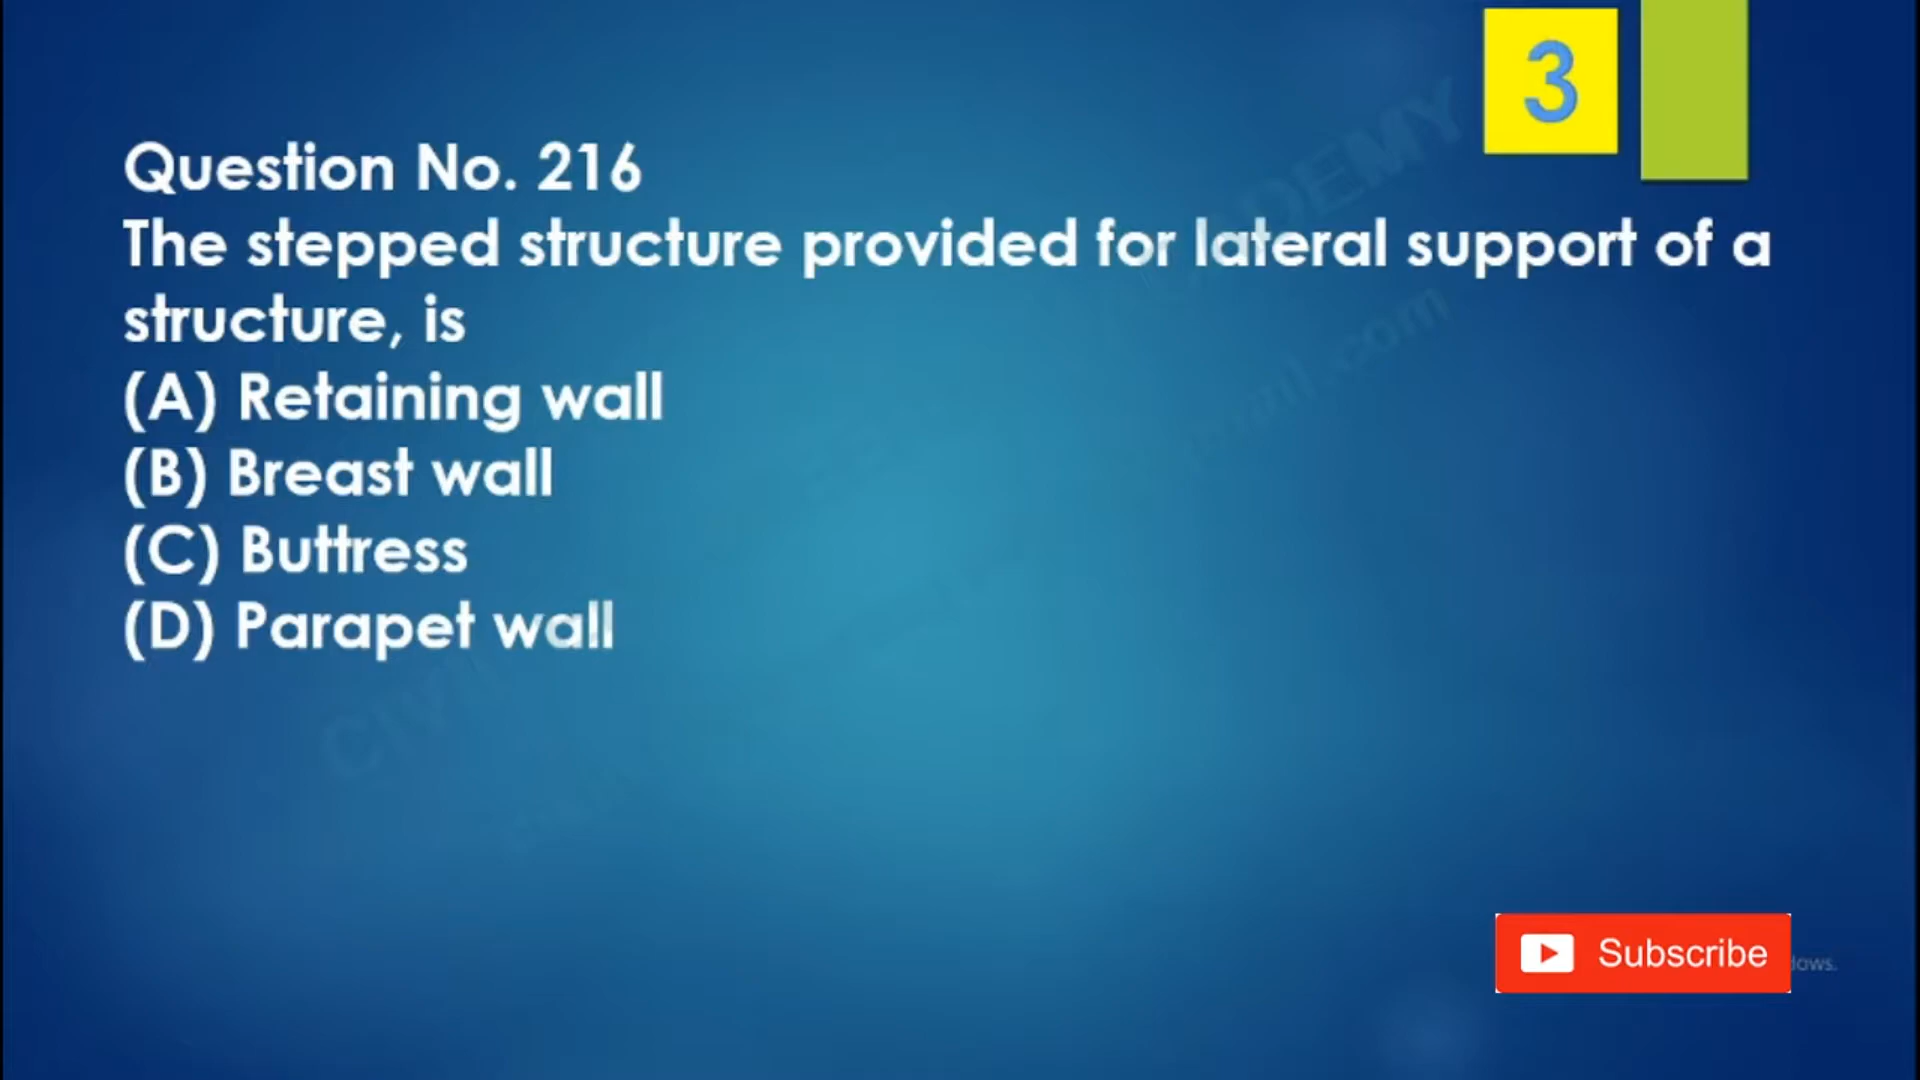 3
Question No. 216
The stepped structure provided for lateral support of a
structure, is
(A) Retaining wall
(B) Breast wall
(C) Buttress
(D) Parapet wall
Subscribe